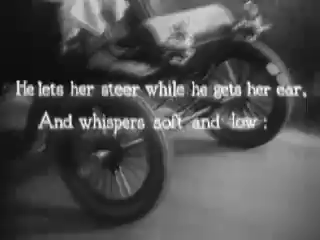 He lets her steer while he gets her ear,
And whispers soft and low: